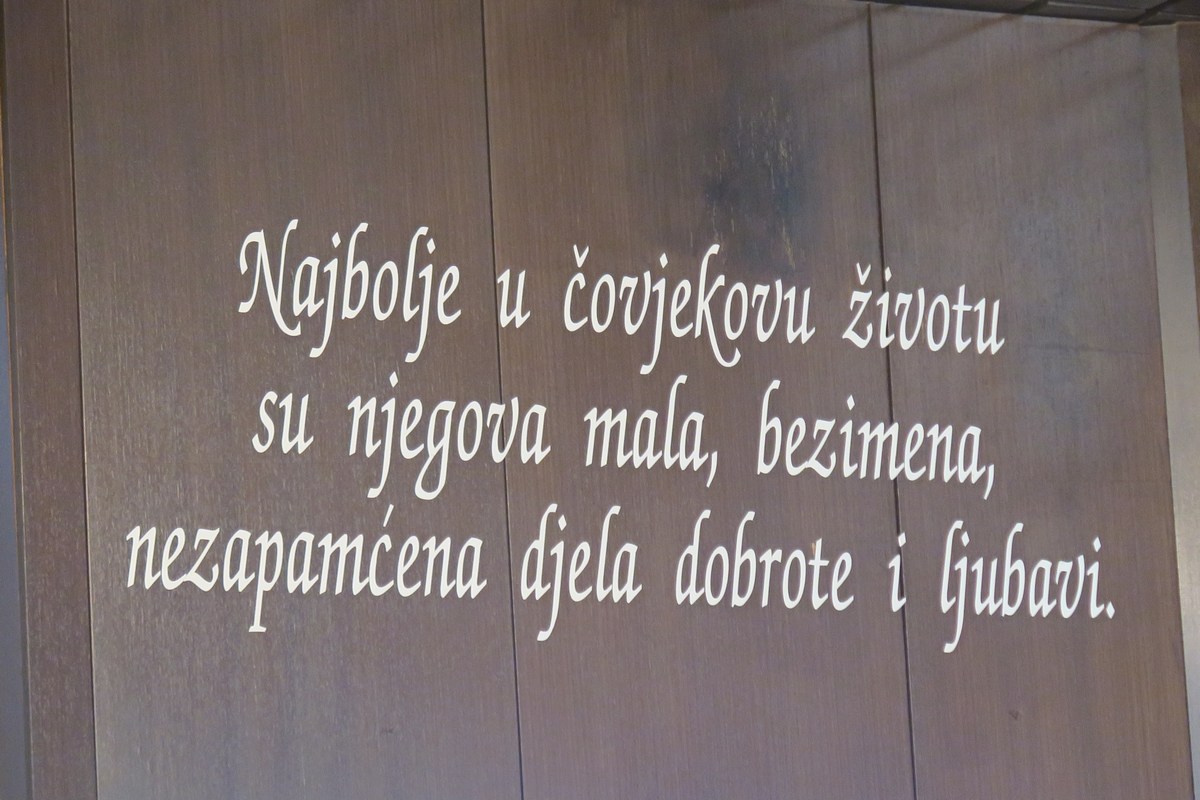 Najbolje u čovjekovu životu
su njegova mala, bezimena,
nezapamćena djela dobrote i ljubavi.